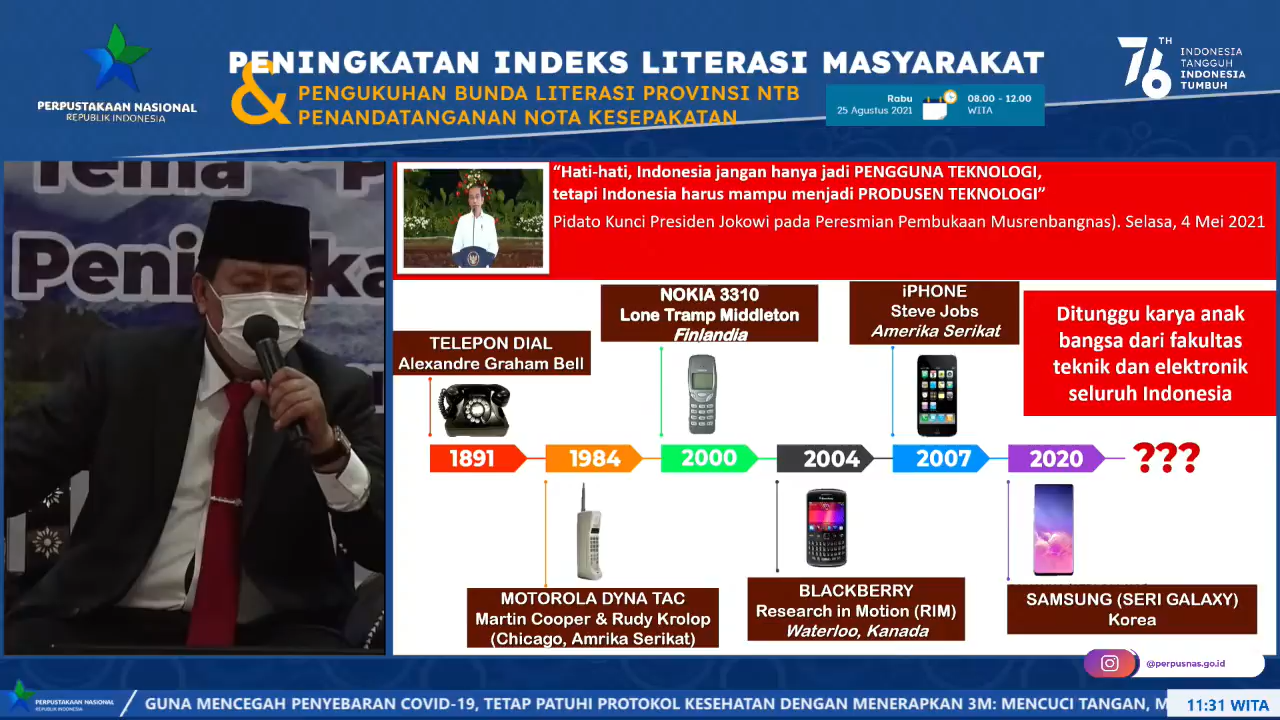 PERPUSTAKAAN NASIONAL
REPUBLIK INDONESIA
PENINGKATAN INDEKS LITERASI MASYARAKAT
& PENGUKUHAN BUNDA LITERASI PROVINSI NTB
PENANDATANGANAN NOTA KESEPAKATAN
Rabu
25 Agustus 2021
08.00 - 12.00
WITA
76 TH
INDONESIA
TANGGUH
INDONESIA
TUMBUH
Tema
Peni
ka
“Hati-hati, Indonesia jangan hanya jadi PENGGUNA TEKNOLOGI,
tetapi Indonesia harus mampu menjadi PRODUSEN TEKNOLOGI”
Pidato Kunci Presiden Jokowi pada Peresmian Pembukaan Musrenbangnas). Selasa, 4 Mei 2021
TELEPON DIAL
Alexandre Graham Bell
NOKIA 3310
Lone Tramp Middleton
Finlandia
iPHONE
Steve Jobs
Amerika Serikat
Ditunggu karya anak
bangsa dari fakultas
teknik dan elektronik
seluruh Indonesia
1891
1984
2000
2004
2007
2020
???
MOTOROLA DYNA TAC
Martin Cooper & Rudy Krolop
(Chicago, Amrika Serikat)
BLACKBERRY
Research in Motion (RIM)
Waterloo, Kanada
SAMSUNG (SERI GALAXY)
Korea
@perpusnas.go.id
PERPUSTAKAAN NASIONAL
REPUBLIK INDONESIA
GUNA MENCEGAH PENYEBARAN COVID-19, TETAP PATUHI PROTOKOL KESEHATAN DENGAN MENERAPKAN 3M: MENCUCI TANGAN, M
11:31 WITA